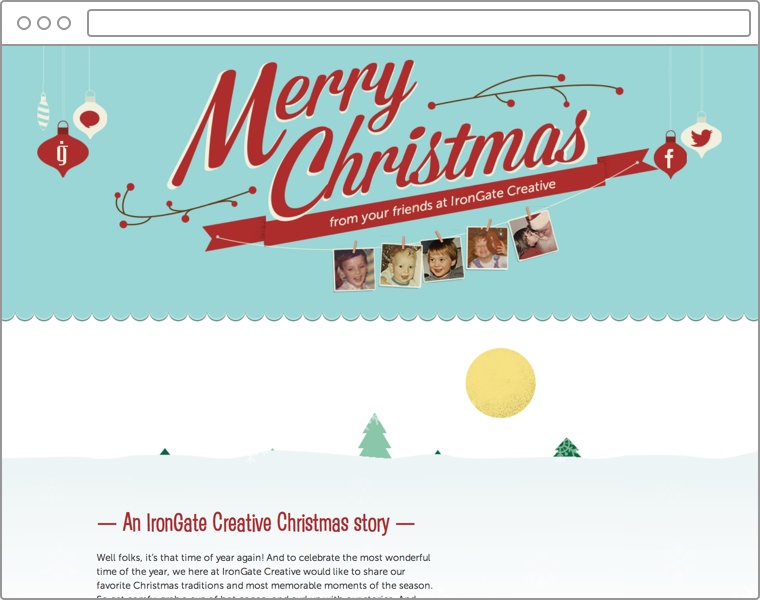 Merry
Christmas
from your friends at IronGate Creative
ig
f
— An IronGate Creative Christmas story —
Well folks, it's that time of year again! And to celebrate the most wonderful
time of the year, we here at IronGate Creative would like to share our
favorite Christmas traditions and most memorable moments of the season.